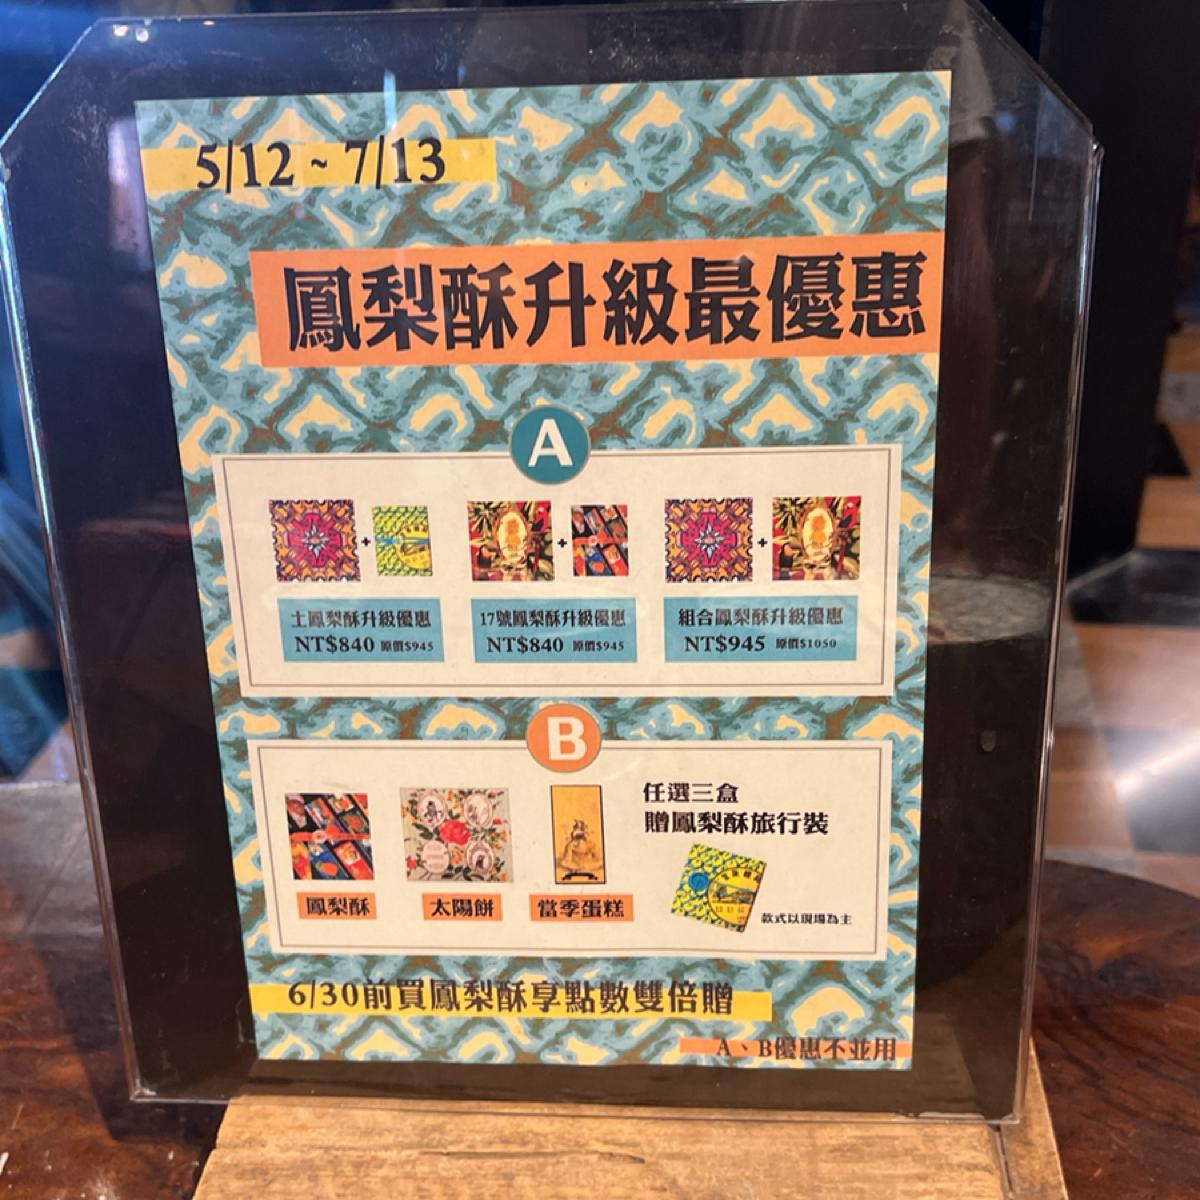 5/12 ~ 7/13
鳳梨酥升級最優惠
A
土鳳梨酥升級優惠
NT$840 原價$945
17號鳳梨酥升級優惠
NT$840 原價$945
組合鳳梨酥升級優惠
NT$945 原價$1050
B
任選三盒
贈鳳梨酥旅行裝
鳳梨酥
太陽餅
當季蛋糕
款式以現場為主
6/30前買鳳梨酥享點數雙倍贈
A、B優惠不並用